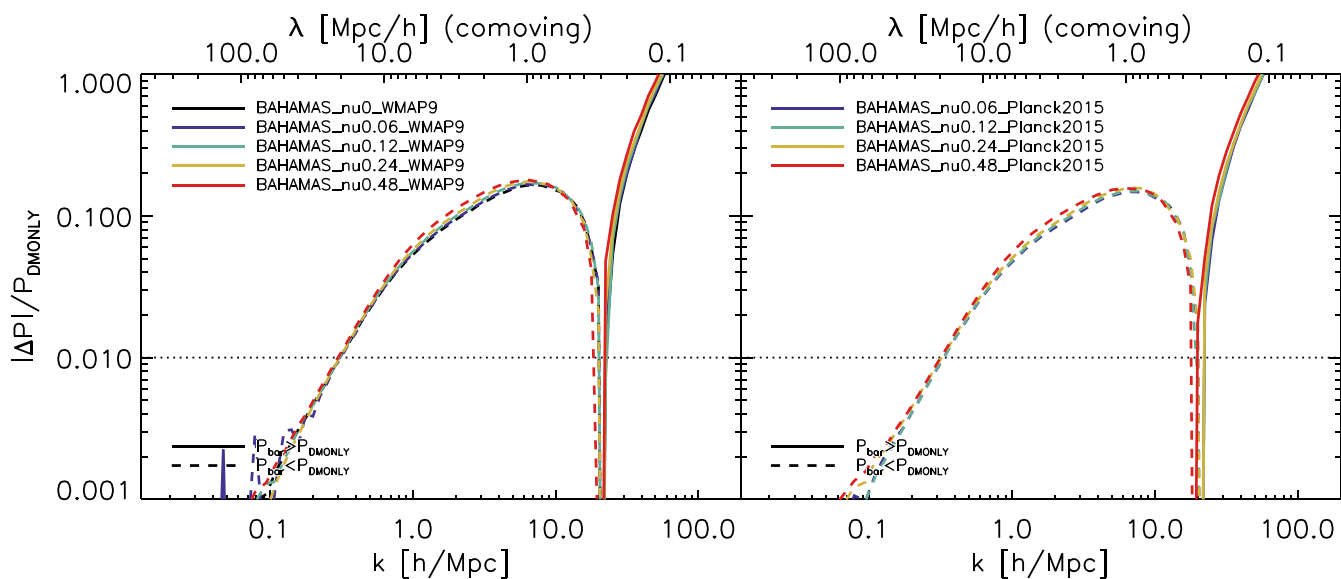 λ [Mpc/h] (comoving) λ [Mpc/h] (comoving)
100.0 10.0 1.0 0.1 100.0 10.0 1.0 0.1
1.000
BAHAMAS_nu0_WMAP9 BAHAMAS_nu0.06_Planck2015
BAHAMAS_nu0.06_WMAP9 BAHAMAS_nu0.12_Planck2015
BAHAMAS_nu0.12_WMAP9 BAHAMAS_nu0.24_Planck2015
BAHAMAS_nu0.24_WMAP9 BAHAMAS_nu0.48_Planck2015
BAHAMAS_nu0.48_WMAP9
0.100
|ΔP|/P_DMONLY
0.010
P_bar>P_DMONLY P_bar>P_DMONLY
P_bar<P_DMONLY P_bar<P_DMONLY
0.001
0.1 1.0 10.0 100.0 0.1 1.0 10.0 100.0
k [h/Mpc] k [h/Mpc]